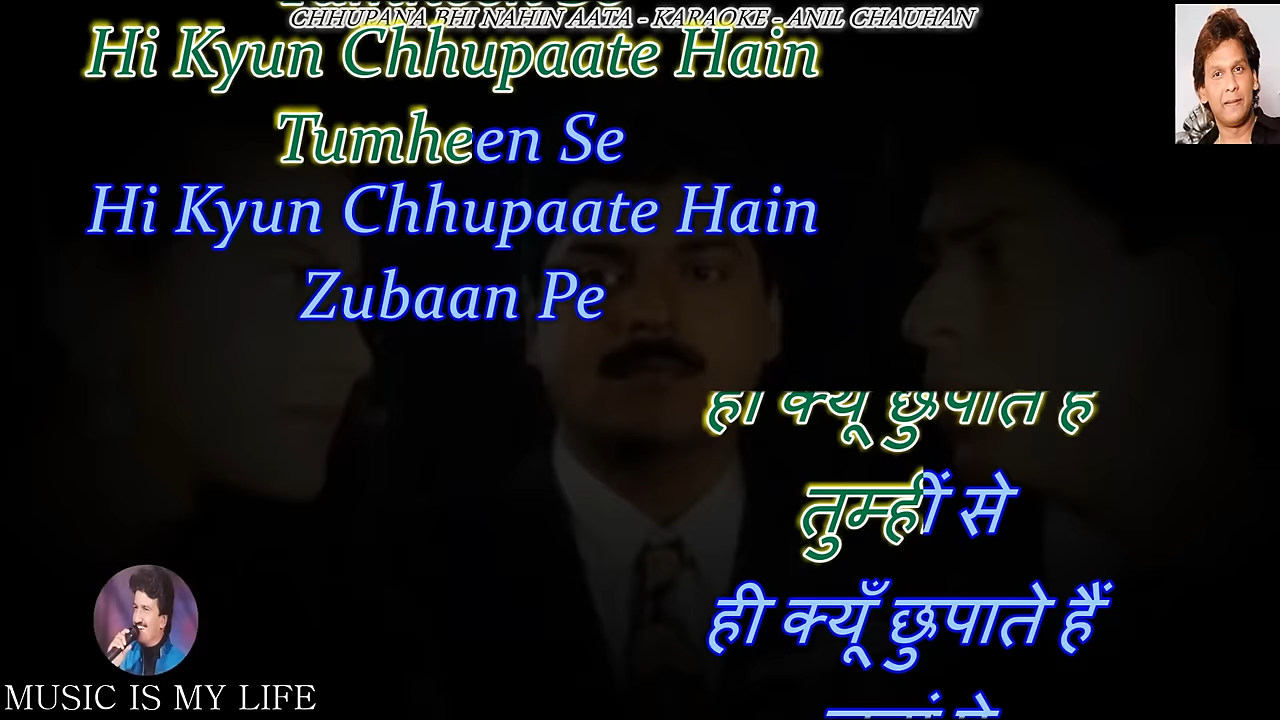 CHHUPANA BHI NAHIN AATA - KARAOKE - ANIL CHAUHAN
Hi Kyun Chhupaate Hain
Tumheen Se
Hi Kyun Chhupaate Hain
Zubaan Pe
ही क्यूँ छुपाते हैं
तुम्हीं से
ही क्यूँ छुपाते हैं
MUSIC IS MY LIFE